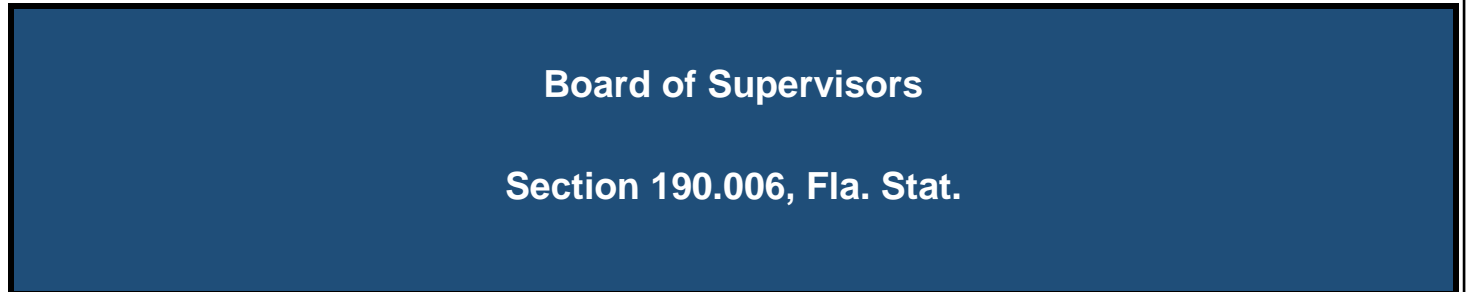 Board of Supervisors
Section 190.006, Fla. Stat.